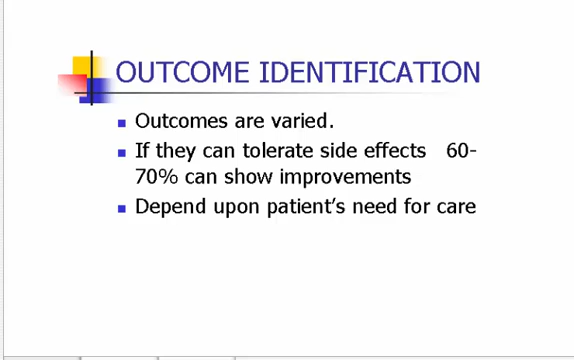 OUTCOME IDENTIFICATION
Outcomes are varied.
If they can tolerate side effects 60-
70% can show improvements
Depend upon patient's need for care